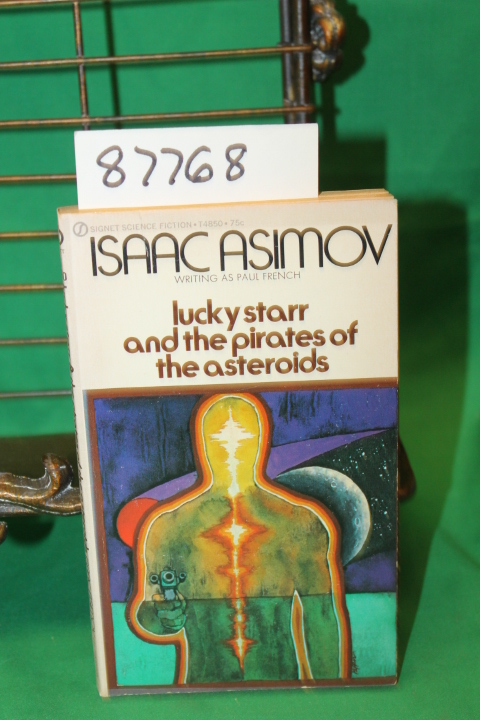 87768
SIGNET SCIENCE FICTION • T4850 • 75c
ISAAC ASIMOV
WRITING AS PAUL FRENCH
lucky starr
and the pirates of
the asteroids